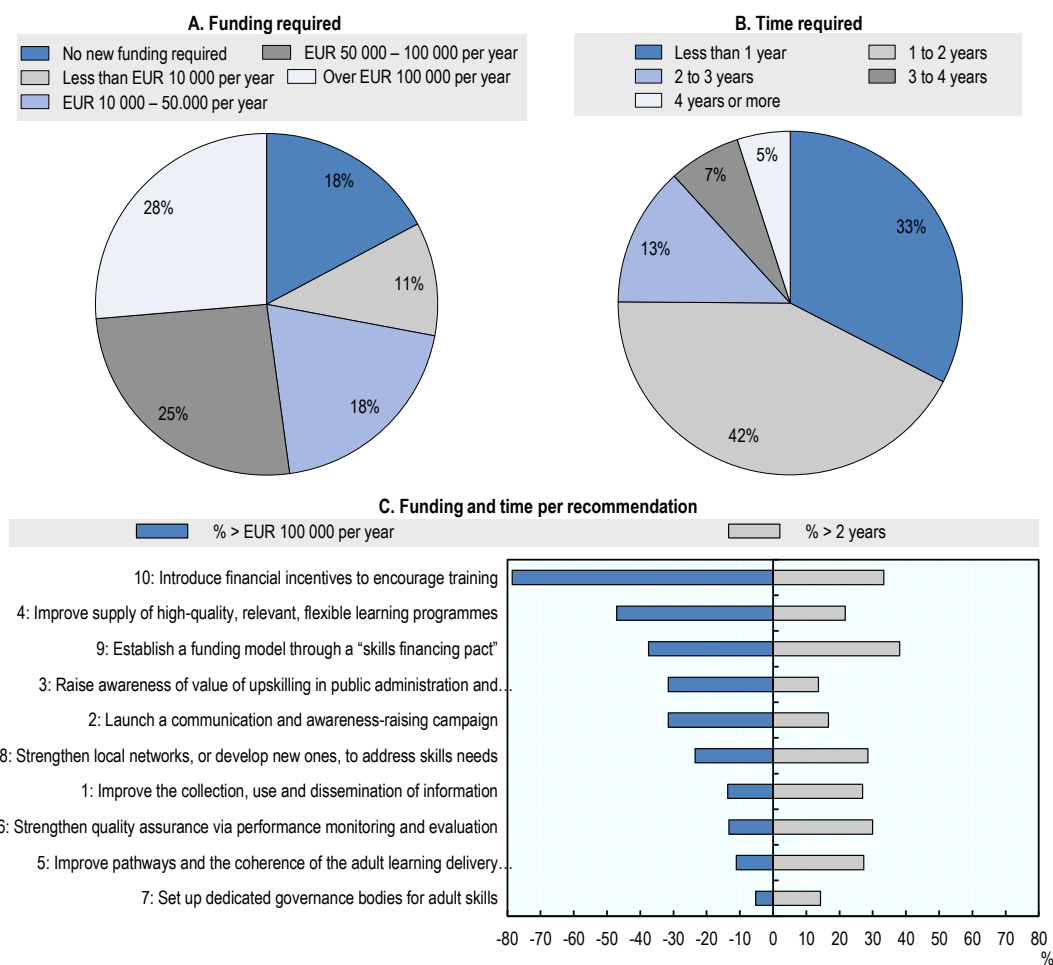 A. Funding required
No new funding required
EUR 50 000 – 100 000 per year
Less than EUR 10 000 per year
Over EUR 100 000 per year
EUR 10 000 – 50.000 per year
18%
28%
11%
25%
18%
B. Time required
Less than 1 year
1 to 2 years
2 to 3 years
3 to 4 years
4 years or more
5%
7%
33%
13%
42%
C. Funding and time per recommendation
% > EUR 100 000 per year
% > 2 years
10: Introduce financial incentives to encourage training
4: Improve supply of high-quality, relevant, flexible learning programmes
9: Establish a funding model through a “skills financing pact”
3: Raise awareness of value of upskilling in public administration and…
2: Launch a communication and awareness-raising campaign
8: Strengthen local networks, or develop new ones, to address skills needs
1: Improve the collection, use and dissemination of information
6: Strengthen quality assurance via performance monitoring and evaluation
5: Improve pathways and the coherence of the adult learning delivery…
7: Set up dedicated governance bodies for adult skills
-80 -70 -60 -50 -40 -30 -20 -10 0 10 20 30 40 50 60 70 80
%